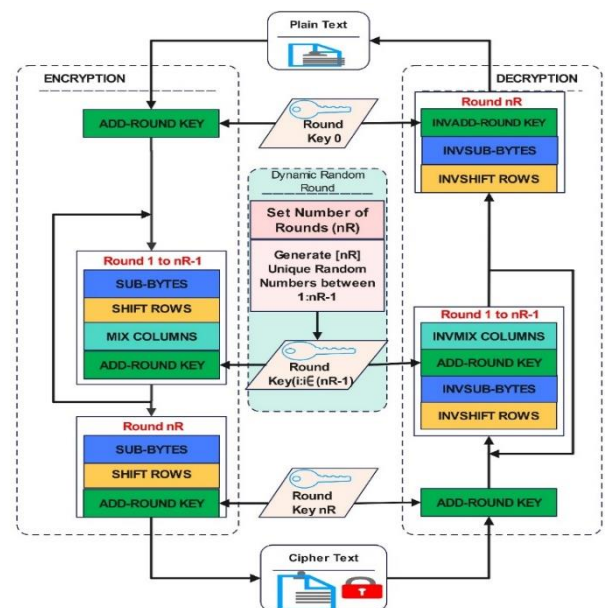 Plain Text
ENCRYPTION
ADD-ROUND KEY
Round 1 to nR-1
SUB-BYTES
SHIFT ROWS
MIX COLUMNS
ADD-ROUND KEY
Round nR
SUB-BYTES
SHIFT ROWS
ADD-ROUND KEY
Round
Key 0
Dynamic Random
Round
Set Number of
Rounds (nR)
Generate [nR]
Unique Random
Numbers between
1:nR-1
Round
Key(i:i∈(nR-1)
Round
Key nR
DECRYPTION
Round nR
INVADD-ROUND KEY
INVSUB-BYTES
INVSHIFT ROWS
Round 1 to nR-1
INVMIX COLUMNS
ADD-ROUND KEY
INVSUB-BYTES
INVSHIFT ROWS
ADD-ROUND KEY
Cipher Text